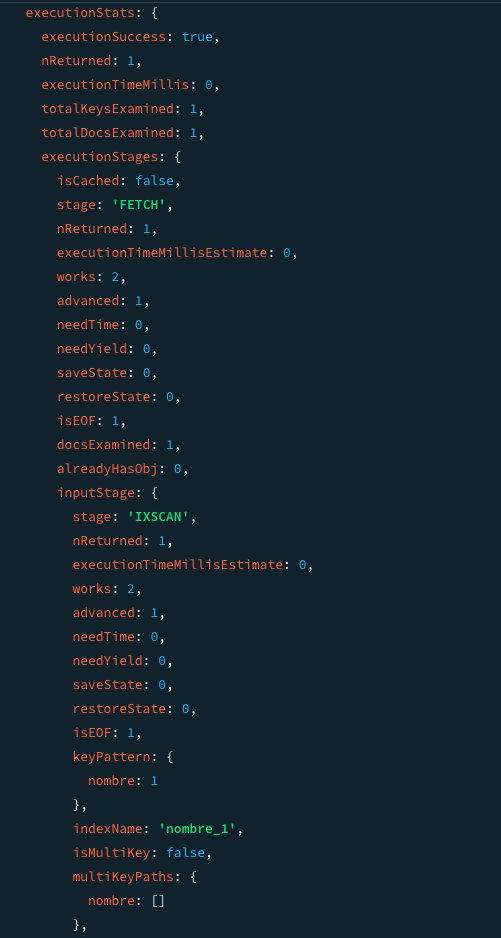 executionStats: {
executionSuccess: true,
nReturned: 1,
executionTimeMillis: 0,
totalKeysExamined: 1,
totalDocsExamined: 1,
executionStages: {
isCached: false,
stage: 'FETCH',
nReturned: 1,
executionTimeMillisEstimate: 0,
works: 2,
advanced: 1,
needTime: 0,
needYield: 0,
saveState: 0,
restoreState: 0,
isEOF: 1,
docsExamined: 1,
alreadyHasObj: 0,
inputStage: {
stage: 'IXSCAN',
nReturned: 1,
executionTimeMillisEstimate: 0,
works: 2,
advanced: 1,
needTime: 0,
needYield: 0,
saveState: 0,
restoreState: 0,
isEOF: 1,
keyPattern: {
nombre: 1
},
indexName: 'nombre_1',
isMultiKey: false,
multiKeyPaths: {
nombre: []
},